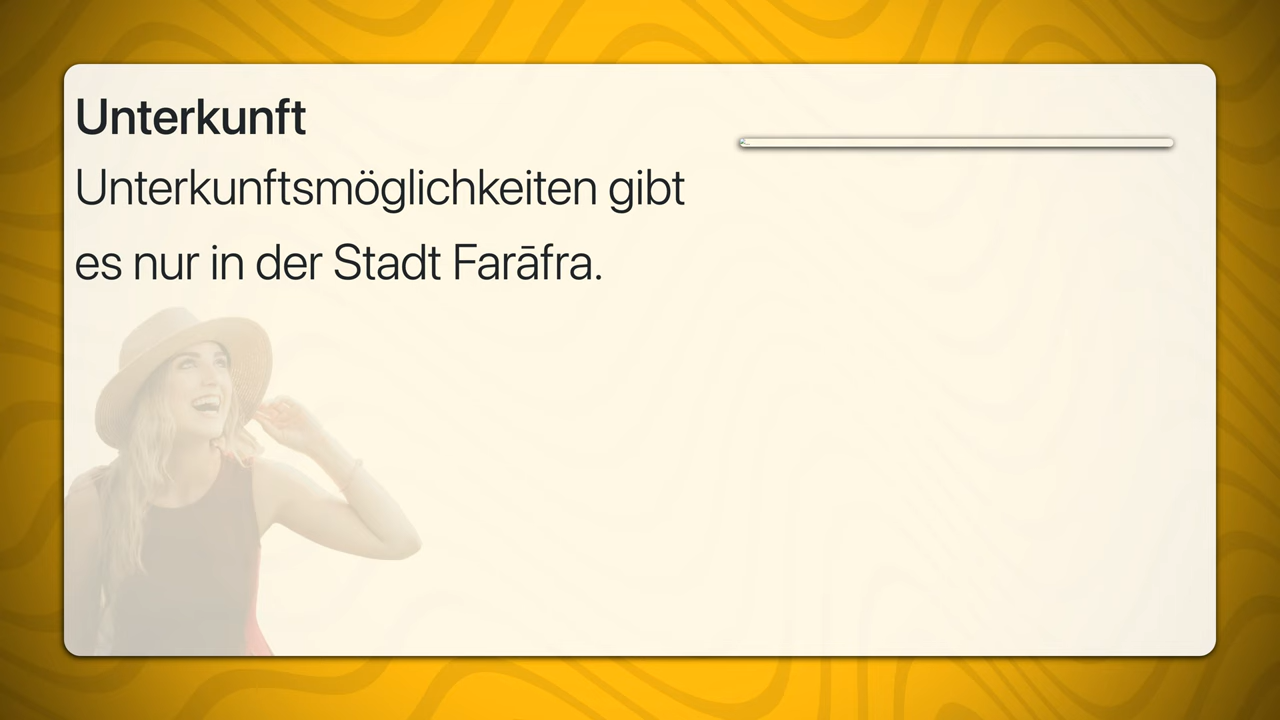 Unterkunft
Unterkunftsmöglichkeiten gibt
es nur in der Stadt Farāfra.